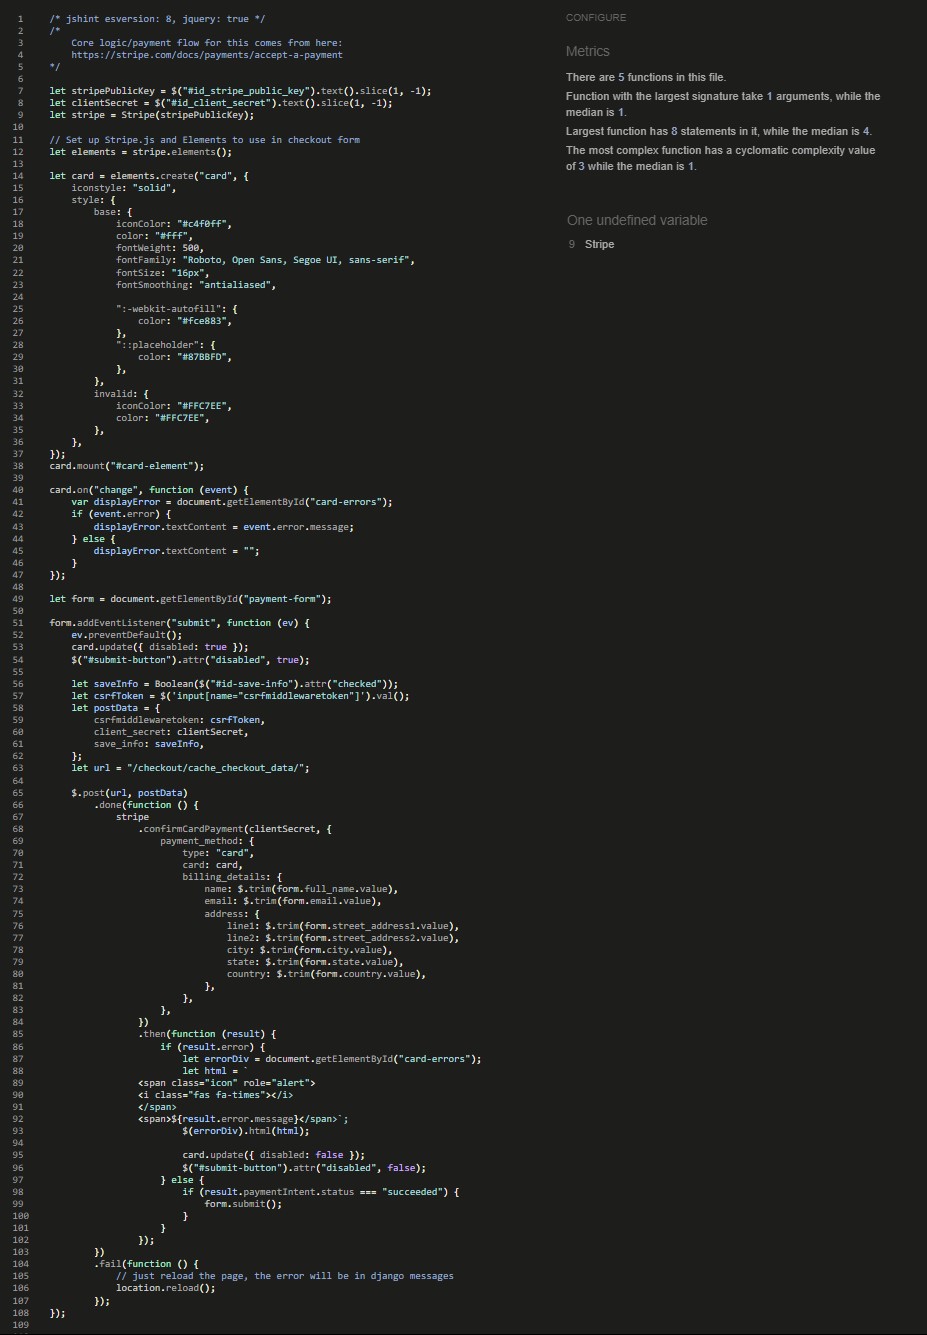 1 /* jshint esversion: 8, jquery: true */
2 /*
3     Core logic/payment flow for this comes from here:
4     https://stripe.com/docs/payments/accept-a-payment
5 */
6
7 let stripePublicKey = $("#id_stripe_public_key").text().slice(1, -1);
8 let clientSecret = $("#id_client_secret").text().slice(1, -1);
9 let stripe = Stripe(stripePublicKey);
10
11 // Set up Stripe.js and Elements to use in checkout form
12 let elements = stripe.elements();
13
14 let card = elements.create("card", {
15     iconstyle: "solid",
16     style: {
17         base: {
18             iconColor: "#c4f0ff",
19             color: "#fff",
20             fontWeight: 500,
21             fontFamily: "Roboto, Open Sans, Segoe UI, sans-serif",
22             fontSize: "16px",
23             fontSmoothing: "antialiased",
24
25             ":-webkit-autofill": {
26                 color: "#fce883",
27             },
28             "::placeholder": {
29                 color: "#87BBFD",
30             },
31         },
32         invalid: {
33             iconColor: "#FFC7EE",
34             color: "#FFC7EE",
35         },
36     },
37 });
38 card.mount("#card-element");
39
40 card.on("change", function (event) {
41     var displayError = document.getElementById("card-errors");
42     if (event.error) {
43         displayError.textContent = event.error.message;
44     } else {
45         displayError.textContent = "";
46     }
47 });
48
49 let form = document.getElementById("payment-form");
50
51 form.addEventListener("submit", function (ev) {
52     ev.preventDefault();
53     card.update({ disabled: true });
54     $("#submit-button").attr("disabled", true);
55
56     let saveInfo = Boolean($("#id-save-info").attr("checked"));
57     let csrfToken = $('input[name="csrfmiddlewaretoken"]').val();
58     let postData = {
59         csrfmiddlewaretoken: csrfToken,
60         client_secret: clientSecret,
61         save_info: saveInfo,
62     };
63     let url = "/checkout/cache_checkout_data/";
64
65     $.post(url, postData)
66         .done(function () {
67             stripe
68                 .confirmCardPayment(clientSecret, {
69                     payment_method: {
70                         type: "card",
71                         card: card,
72                         billing_details: {
73                             name: $.trim(form.full_name.value),
74                             email: $.trim(form.email.value),
75                             address: {
76                                 line1: $.trim(form.street_address1.value),
77                                 line2: $.trim(form.street_address2.value),
78                                 city: $.trim(form.city.value),
79                                 state: $.trim(form.state.value),
80                                 country: $.trim(form.country.value),
81                             },
82                         },
83                     },
84                 })
85                 .then(function (result) {
86                     if (result.error) {
87                         let errorDiv = document.getElementById("card-errors");
88                         let html = `
89                 <span class="icon" role="alert">
90                 <i class="fas fa-times"></i>
91                 </span>
92                 <span>${result.error.message}</span>`;
93                         $(errorDiv).html(html);
94
95                         card.update({ disabled: false });
96                         $("#submit-button").attr("disabled", false);
97                     } else {
98                         if (result.paymentIntent.status === "succeeded") {
99                             form.submit();
100                         }
101                     }
102                 });
103         })
104         .fail(function () {
105             // just reload the page, the error will be in django messages
106             location.reload();
107         });
108 });
109
CONFIGURE
Metrics
There are 5 functions in this file.
Function with the largest signature take 1 arguments, while the
median is 1.
Largest function has 8 statements in it, while the median is 4.
The most complex function has a cyclomatic complexity value
of 3 while the median is 1.
One undefined variable
9 Stripe